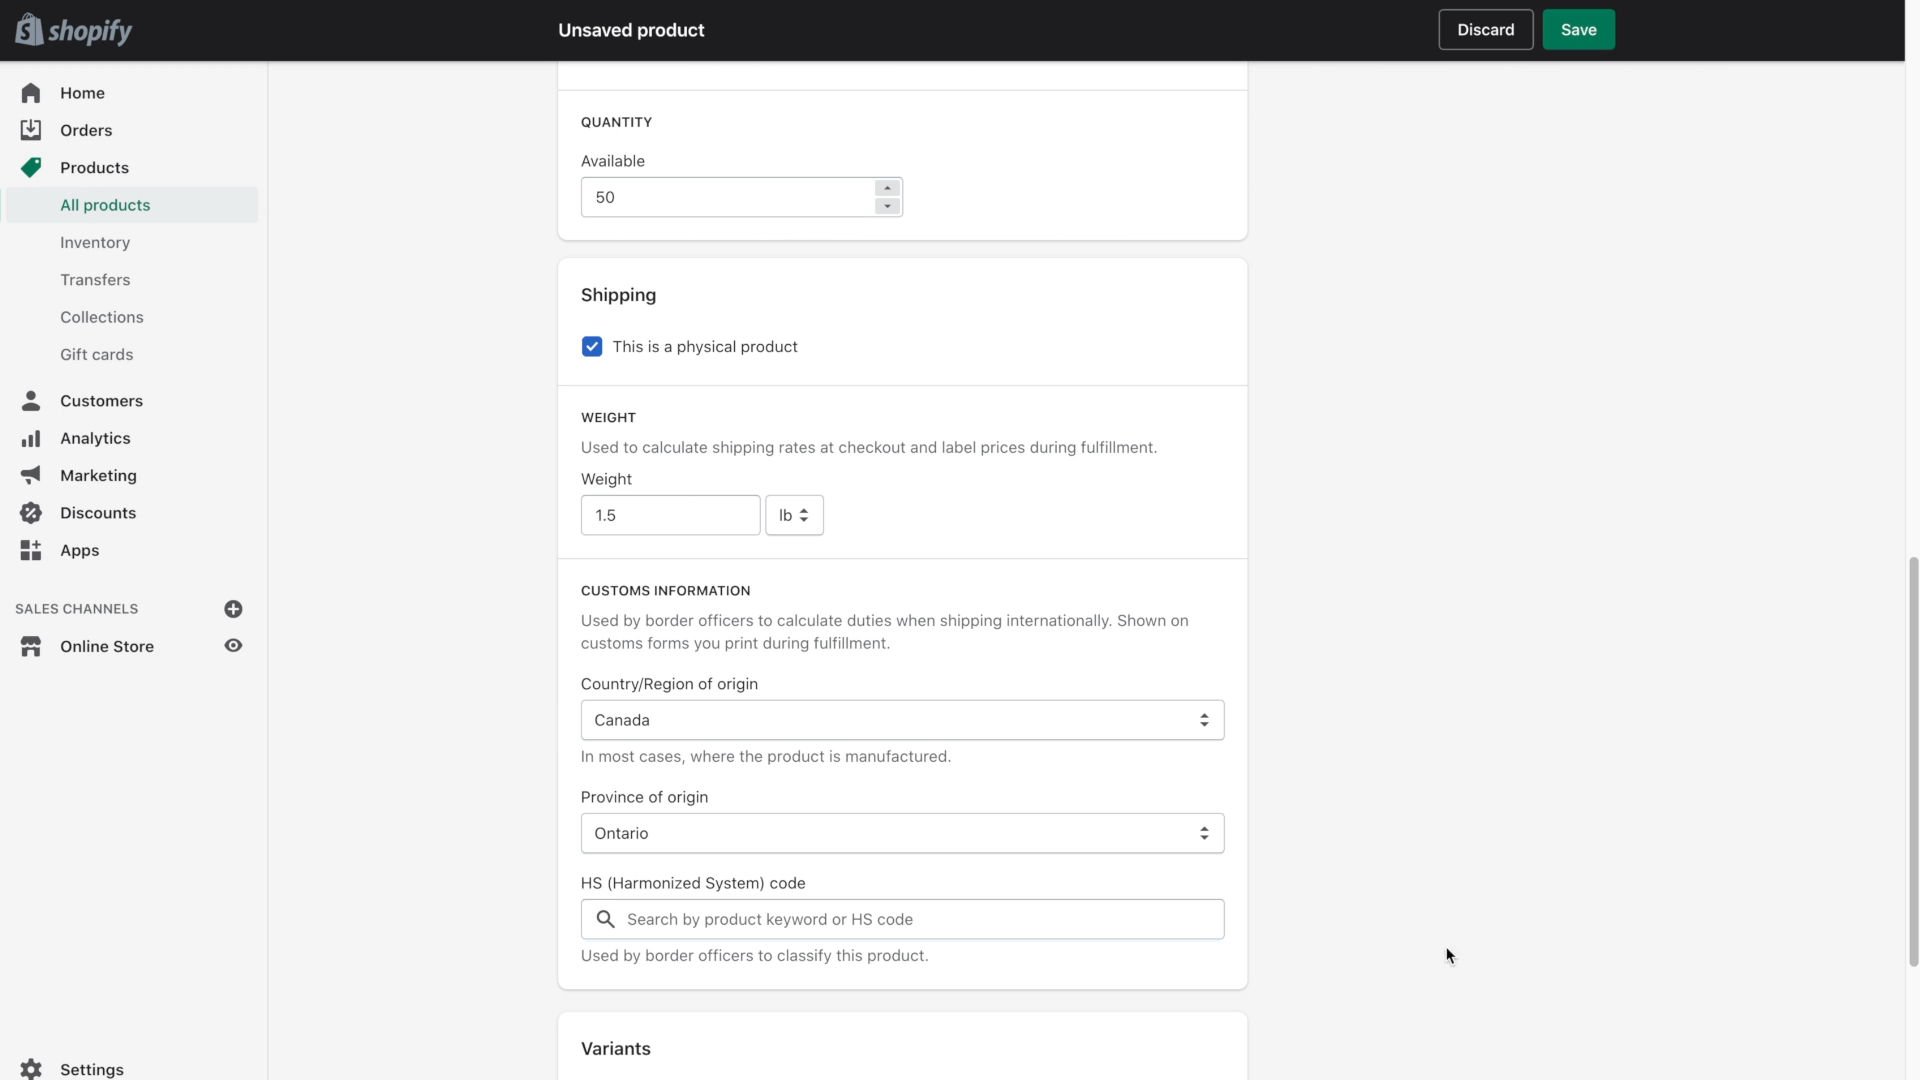 shopify
Unsaved product
Discard
Save
Home
Orders
Products
All products
Inventory
Transfers
Collections
Gift cards
Customers
Analytics
Marketing
Discounts
Apps
SALES CHANNELS
Online Store
Settings
QUANTITY
Available
50
Shipping
This is a physical product
WEIGHT
Used to calculate shipping rates at checkout and label prices during fulfillment.
Weight
1.5 lb
CUSTOMS INFORMATION
Used by border officers to calculate duties when shipping internationally. Shown on
customs forms you print during fulfillment.
Country/Region of origin
Canada
In most cases, where the product is manufactured.
Province of origin
Ontario
HS (Harmonized System) code
Search by product keyword or HS code
Used by border officers to classify this product.
Variants